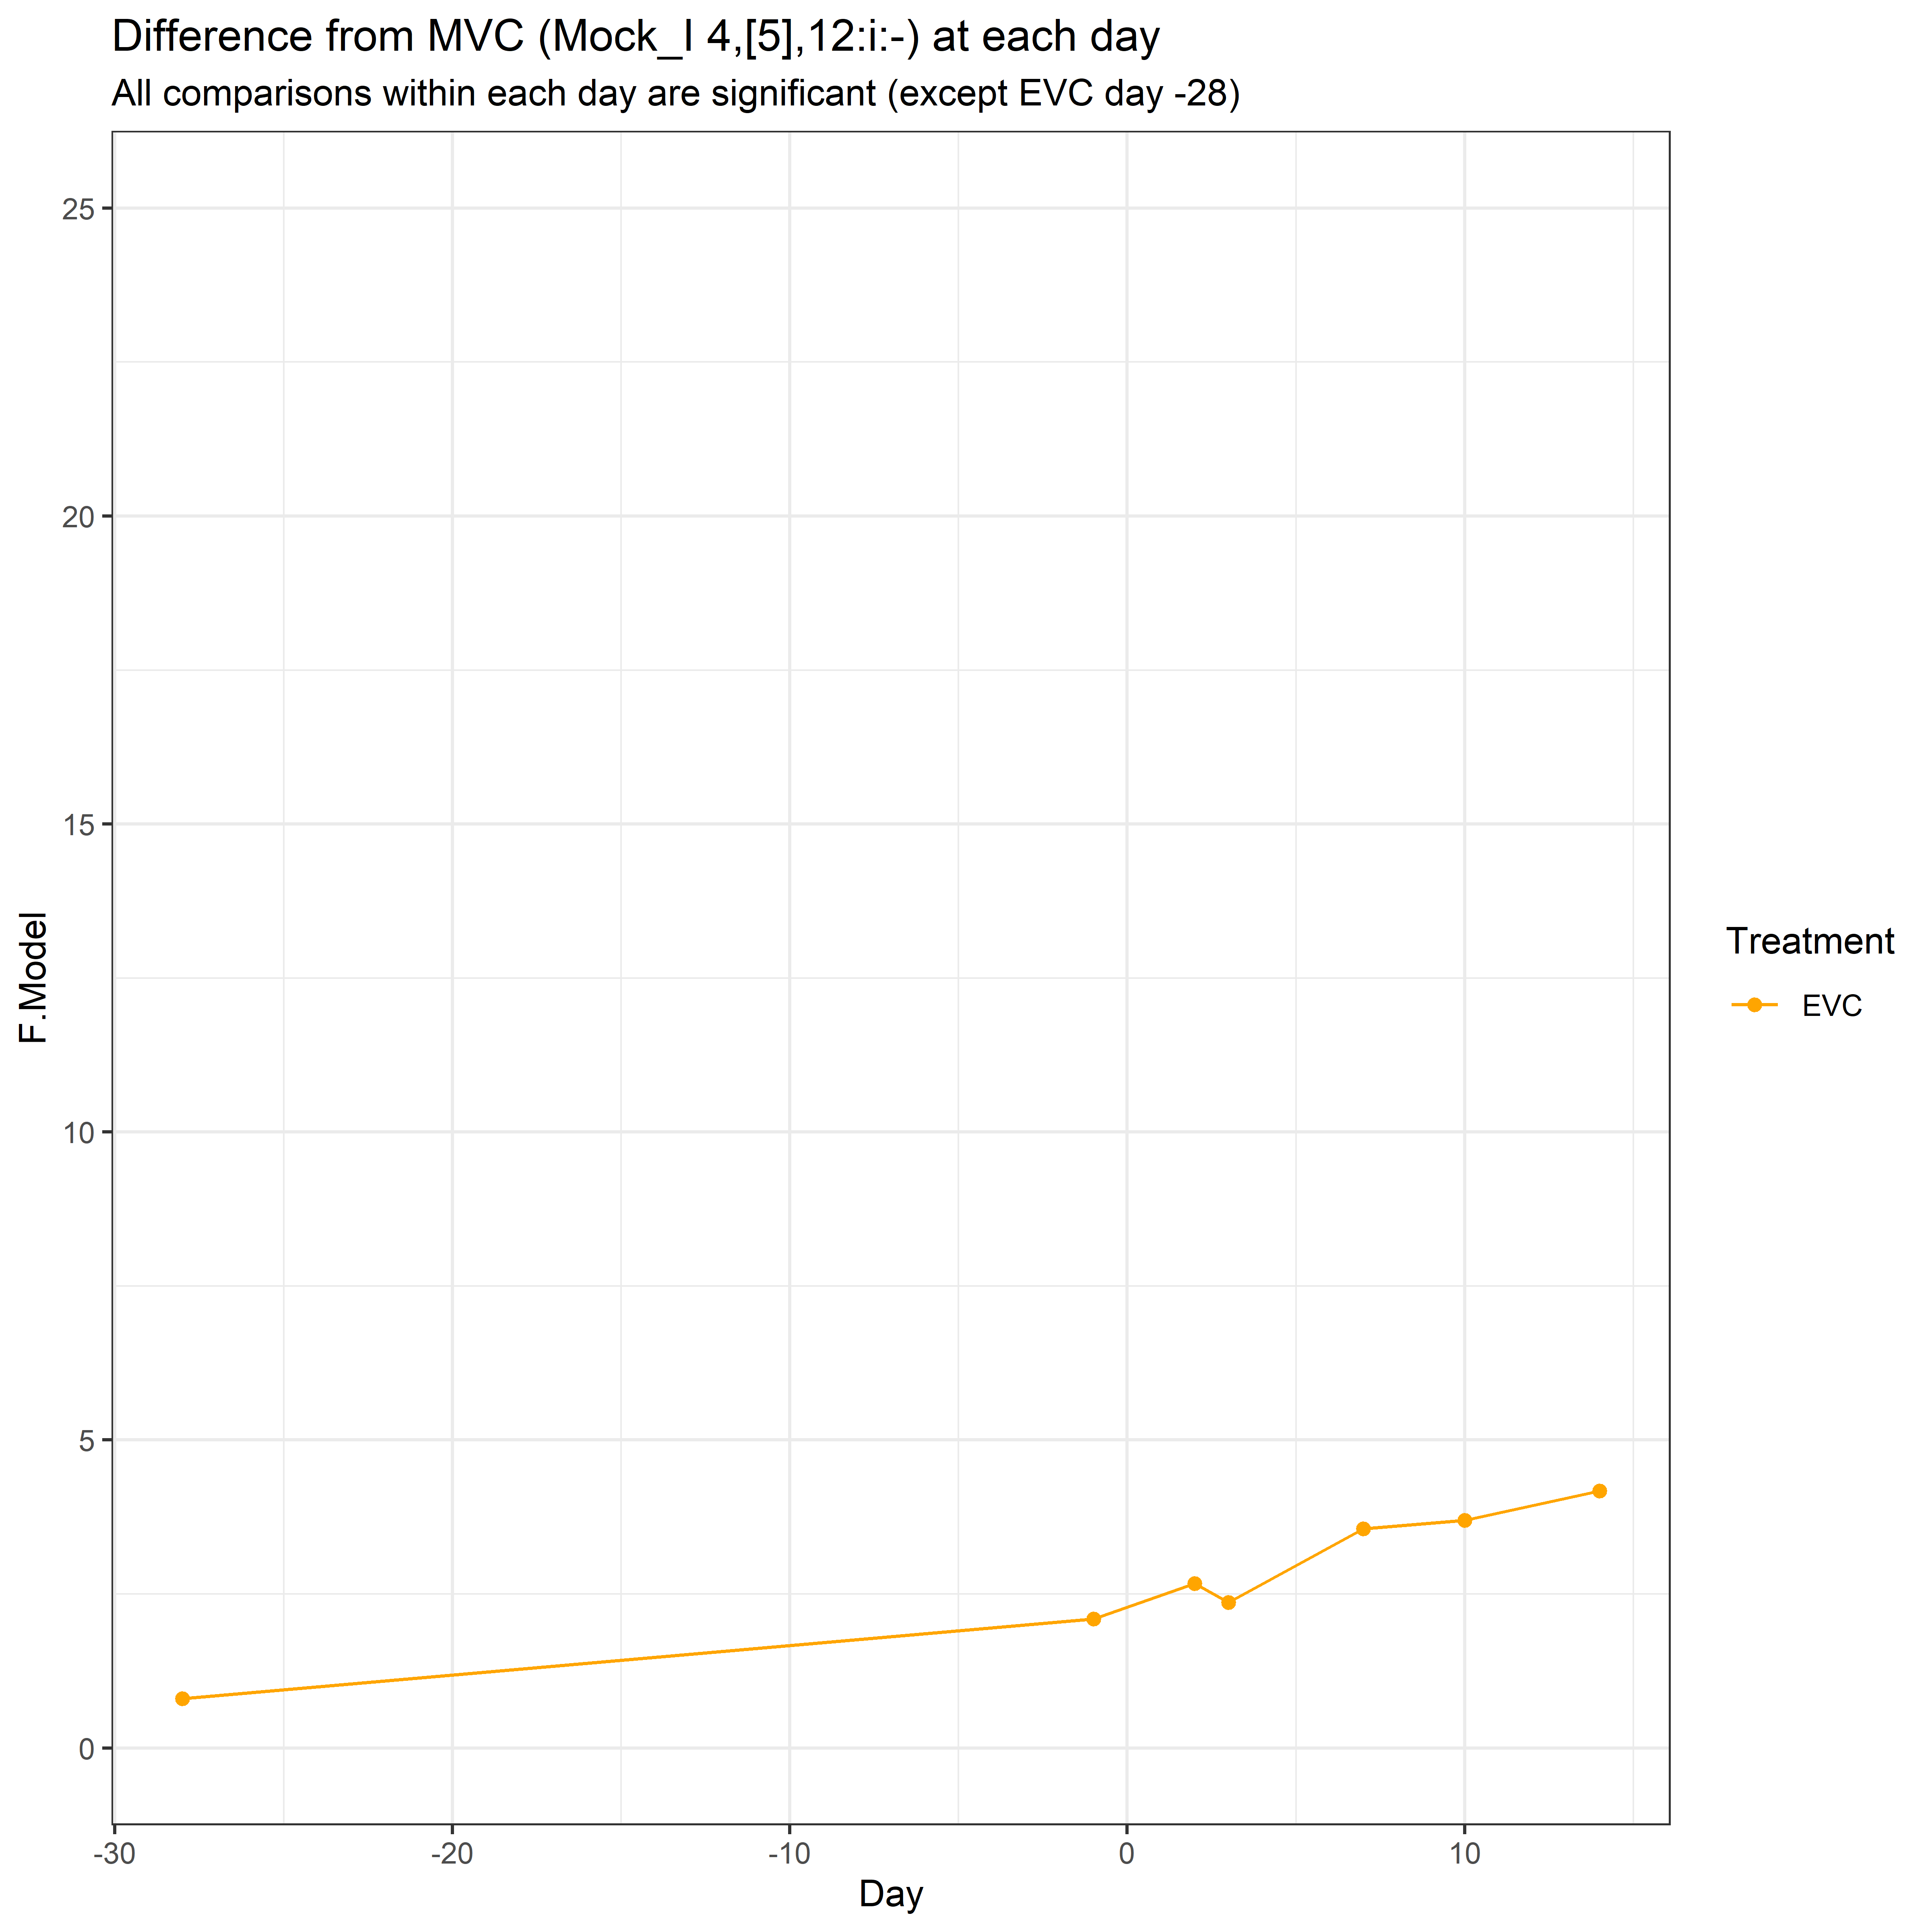 Difference from MVC (Mock_I 4,[5],12:i:-) at each day
All comparisons within each day are significant (except EVC day -28)
25
20
15
10
5
0
F.Model
-30 -20 -10 0 10
Day
Treatment
EVC